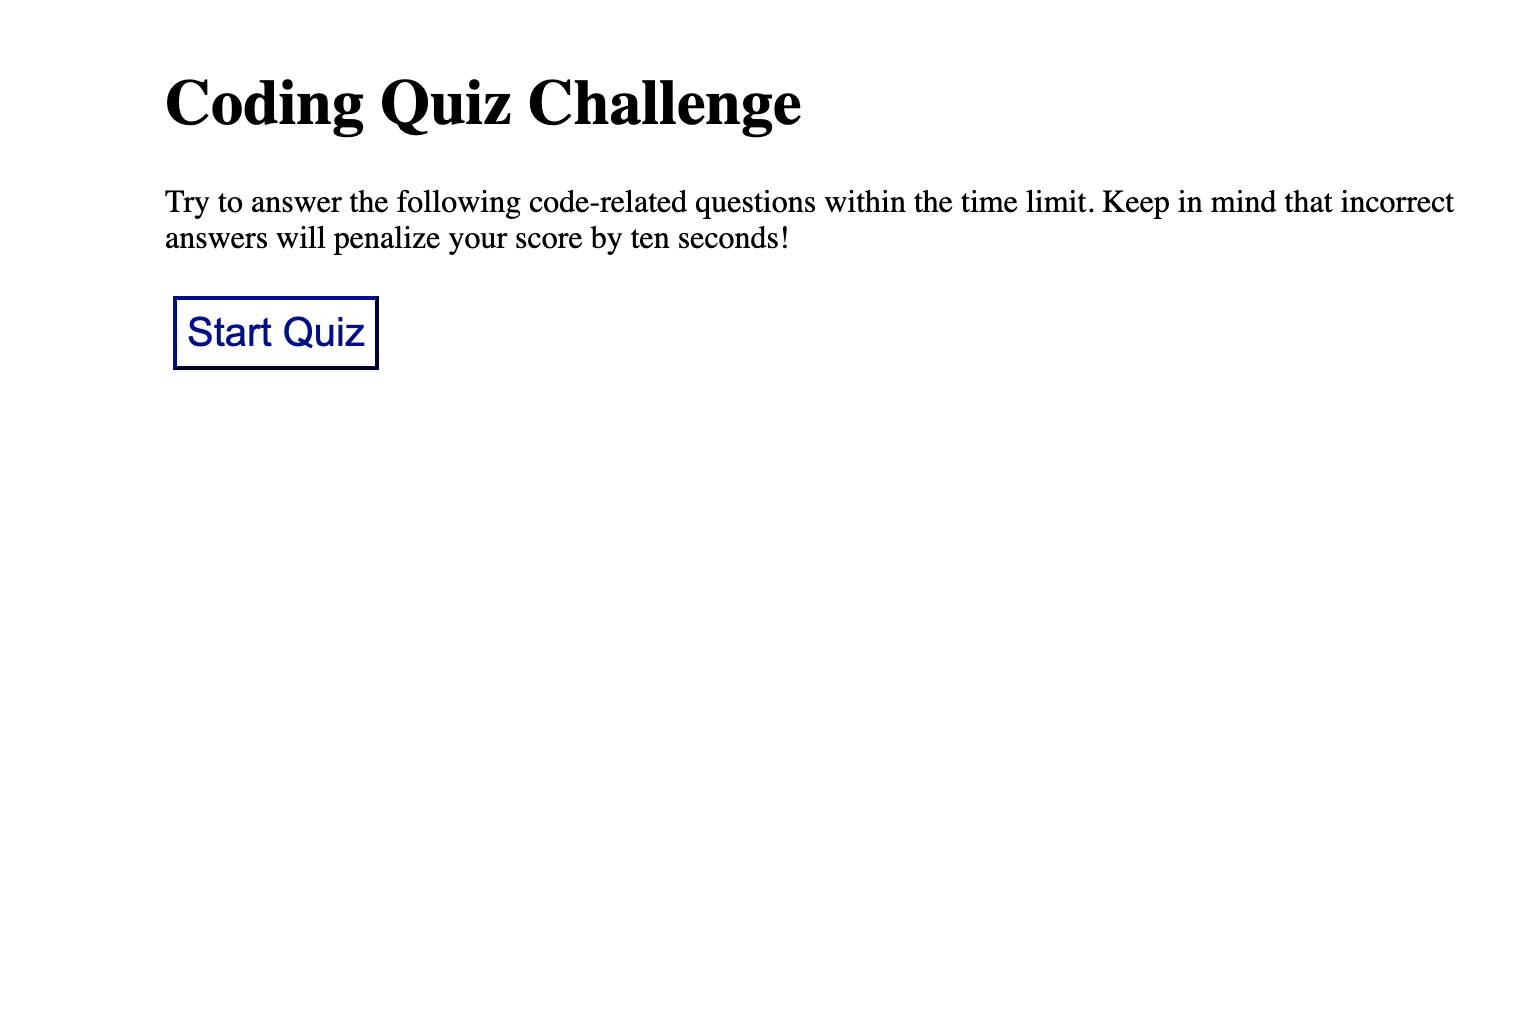 Coding Quiz Challenge
Try to answer the following code-related questions within the time limit. Keep in mind that incorrect
answers will penalize your score by ten seconds!
Start Quiz